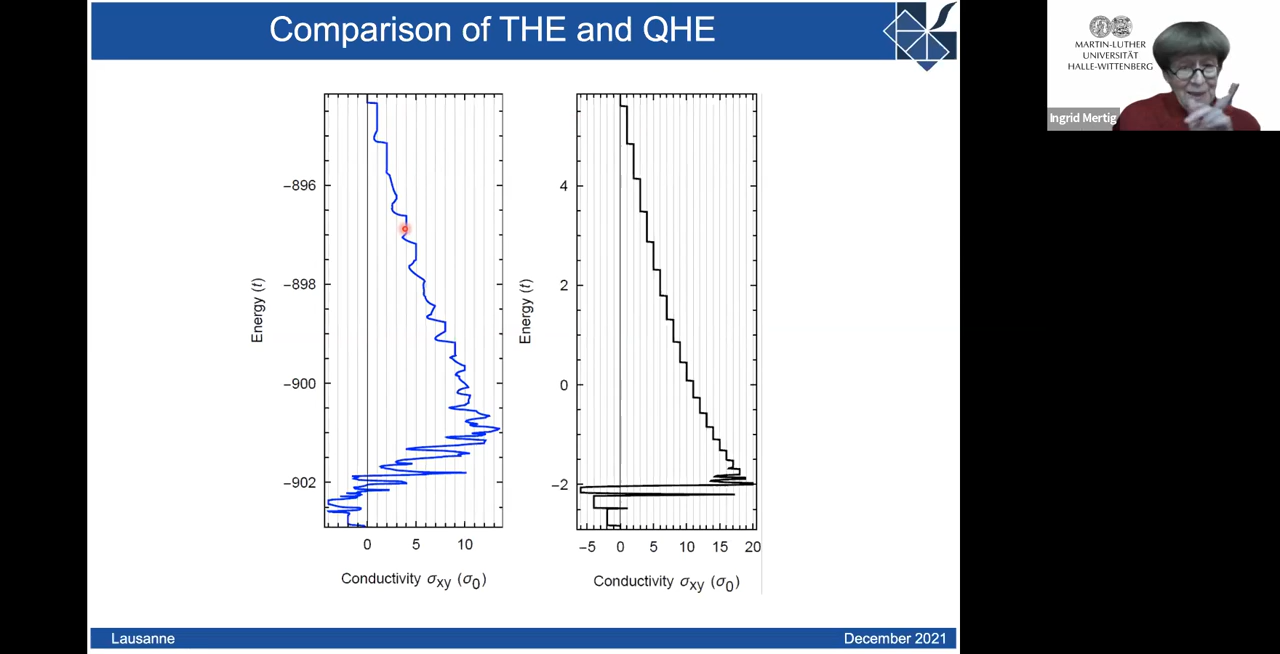 Comparison of THE and QHE
MARTIN-LUTHER
UNIVERSITÄT
HALLE-WITTENBERG
Ingrid Mertig
Energy (t)
−896
−898
−900
−902
0 5 10
Conductivity σxy (σ0)
Energy (t)
4
2
0
−2
−5 0 5 10 15 20
Conductivity σxy (σ0)
Lausanne
December 2021